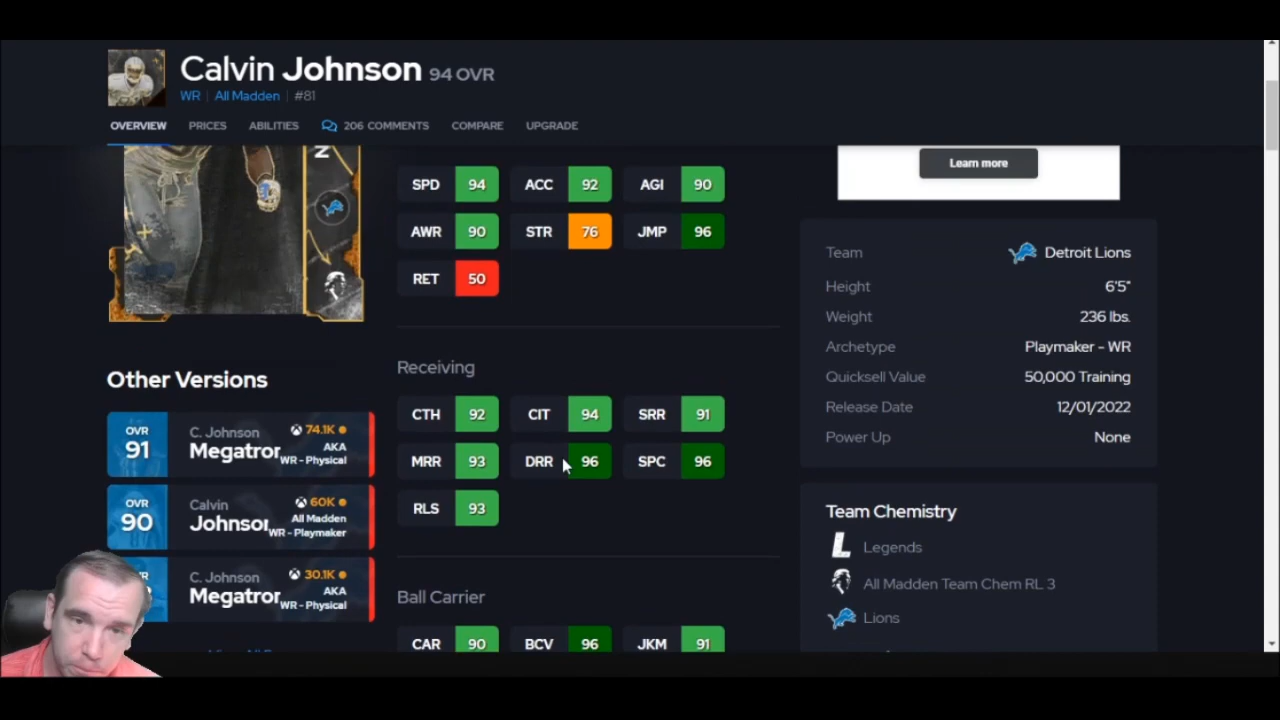 Calvin Johnson 94 OVR
WR | All Madden | #81
OVERVIEW PRICES ABILITIES 206 COMMENTS COMPARE UPGRADE
Learn more
SPD 94 ACC 92 AGI 90
AWR 90 STR 76 JMP 96
RET 50
Receiving
CTH 92 CIT 94 SRR 91
MRR 93 DRR 96 SPC 96
RLS 93
Ball Carrier
CAR 90 BCV 96 JKM 91
Other Versions
OVR 91 C. Johnson 74.1K
Megatron AKA
WR - Physical
OVR 90 Calvin 60K
Johnson All Madden
WR - Playmaker
C. Johnson 30.1K
Megatron AKA
WR - Physical
Team Detroit Lions
Height 6'5"
Weight 236 lbs.
Archetype Playmaker - WR
Quicksell Value 50,000 Training
Release Date 12/01/2022
Power Up None
Team Chemistry
L Legends
All Madden Team Chem RL 3
Lions